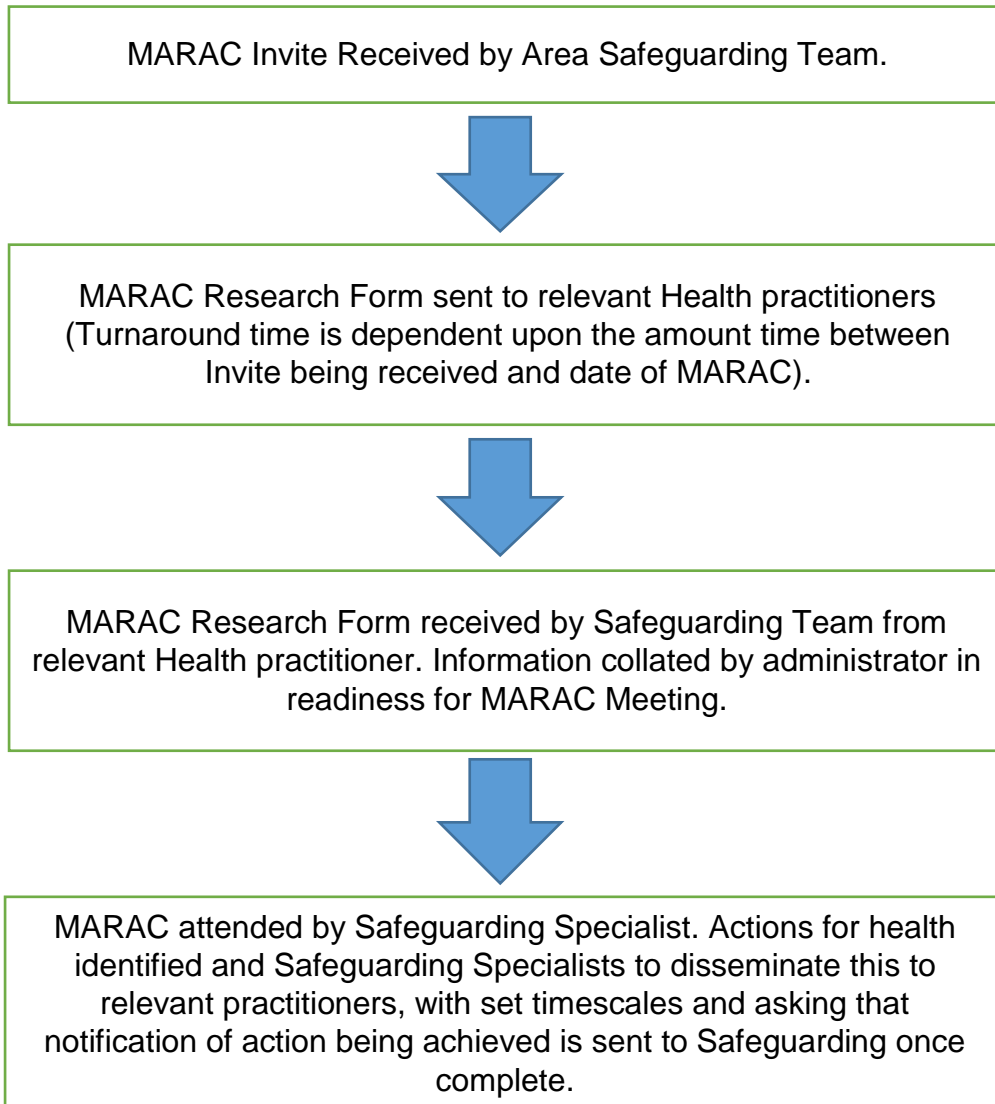 MARAC Invite Received by Area Safeguarding Team.
MARAC Research Form sent to relevant Health practitioners
(Turnaround time is dependent upon the amount time between
Invite being received and date of MARAC).
MARAC Research Form received by Safeguarding Team from
relevant Health practitioner. Information collated by administrator in
readiness for MARAC Meeting.
MARAC attended by Safeguarding Specialist. Actions for health
identified and Safeguarding Specialists to disseminate this to
relevant practitioners, with set timescales and asking that
notification of action being achieved is sent to Safeguarding once
complete.